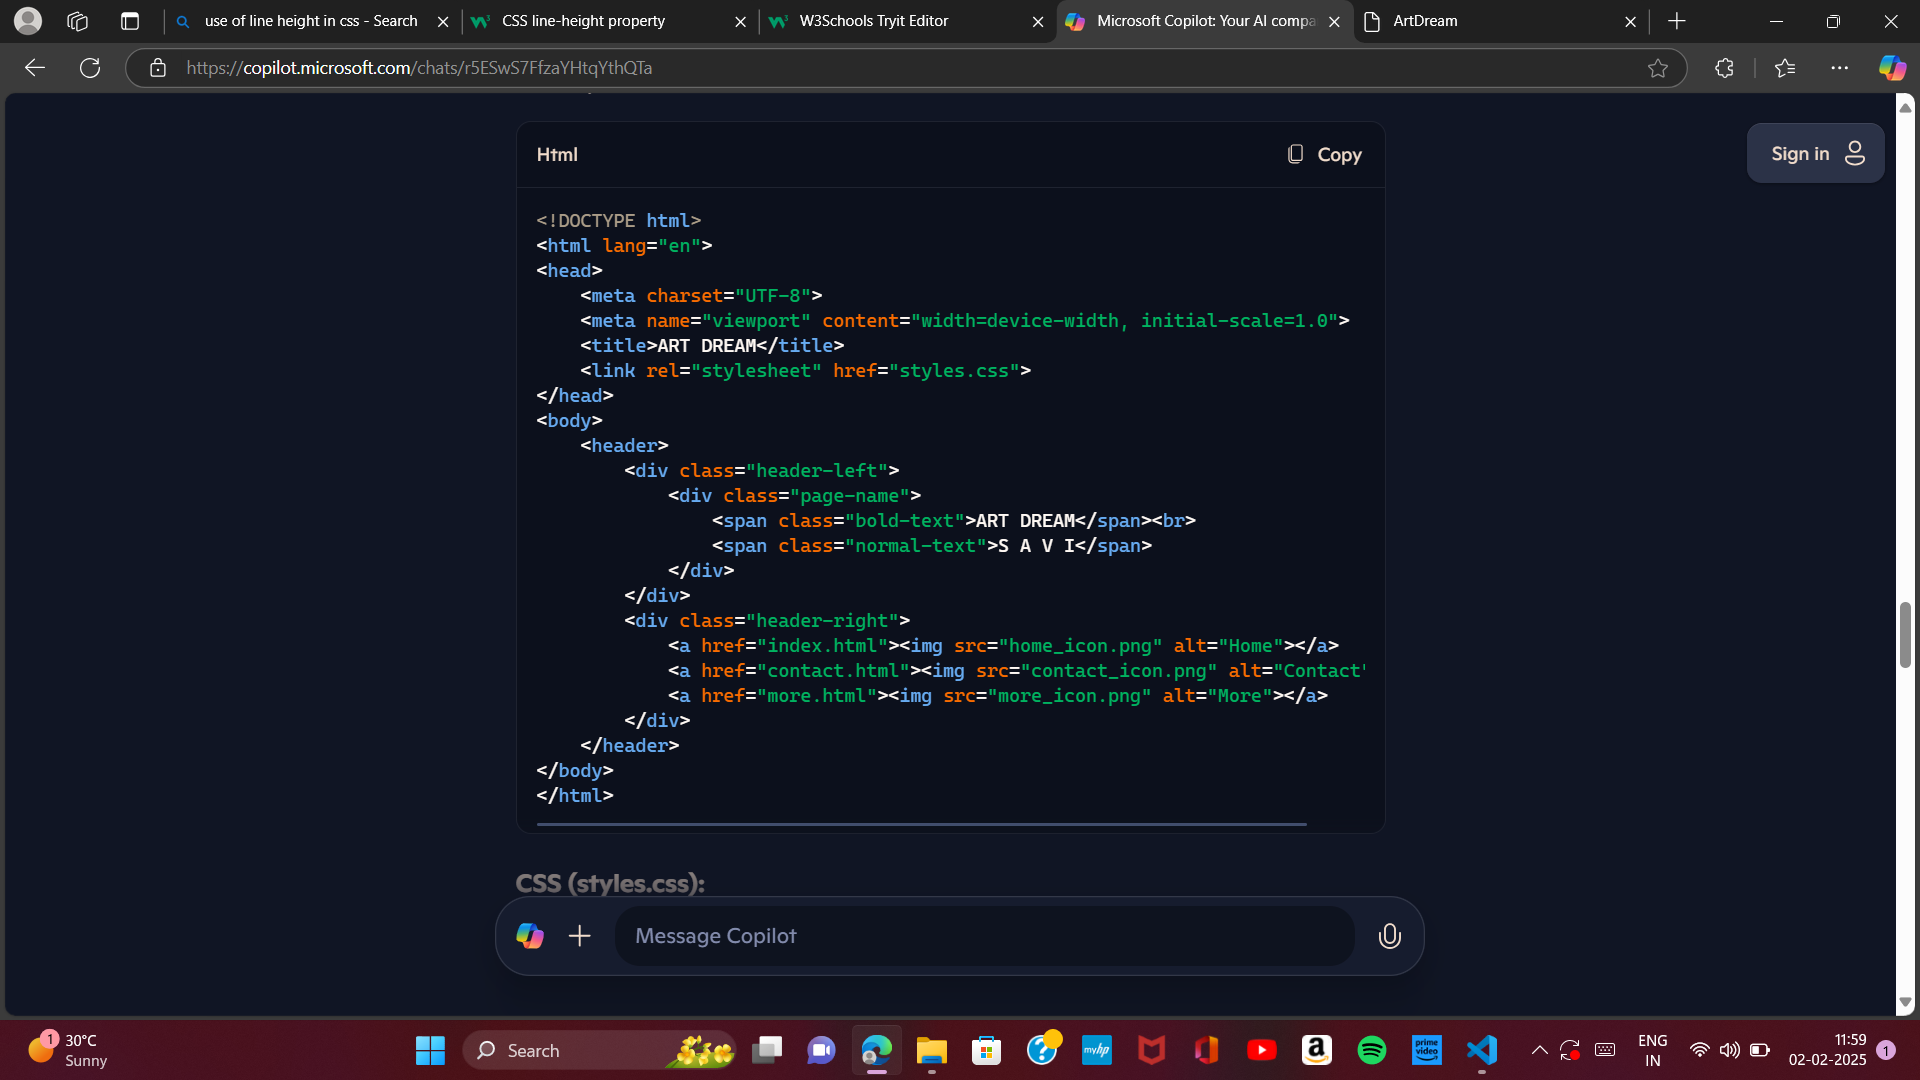 use of line height in css - Search
CSS line-height property
W3Schools Tryit Editor
Microsoft Copilot: Your AI compa
ArtDream
https://copilot.microsoft.com/chats/r5ESwS7FfzaYHtqYthQTa
Sign in
Html
Copy
<!DOCTYPE html>
<html lang="en">
<head>
    <meta charset="UTF-8">
    <meta name="viewport" content="width=device-width, initial-scale=1.0">
    <title>ART DREAM</title>
    <link rel="stylesheet" href="styles.css">
</head>
<body>
    <header>
        <div class="header-left">
            <div class="page-name">
                <span class="bold-text">ART DREAM</span><br>
                <span class="normal-text">S A V I</span>
            </div>
        </div>
        <div class="header-right">
            <a href="index.html"><img src="home_icon.png" alt="Home"></a>
            <a href="contact.html"><img src="contact_icon.png" alt="Contact"
            <a href="more.html"><img src="more_icon.png" alt="More"></a>
        </div>
    </header>
</body>
</html>
CSS (styles.css):
Message Copilot
1
30°C
Sunny
Search
myhp
prime video
ENG
IN
11:59
02-02-2025
1